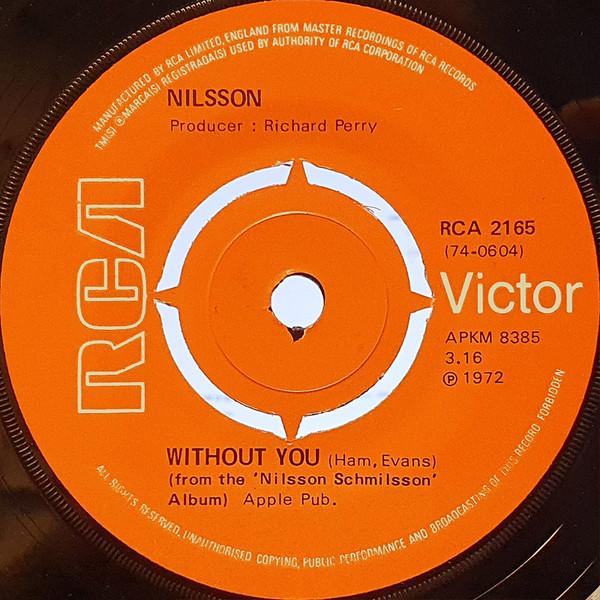 MANUFACTURED BY RCA LIMITED, ENGLAND FROM MASTER RECORDINGS OF RCA RECORDS
TM(S) ® MARCA(S) REGISTRADA(S) USED BY AUTHORITY OF RCA CORPORATION
NILSSON
Producer : Richard Perry
RCA
RCA 2165
(74-0604)
Victor
APKM 8385
3.16
Ⓟ 1972
WITHOUT YOU (Ham, Evans)
(from the 'Nilsson Schmilsson'
Album) Apple Pub.
ALL RIGHTS RESERVED, UNAUTHORISED COPYING, PUBLIC PERFORMANCE AND BROADCASTING OF THIS RECORD FORBIDDEN